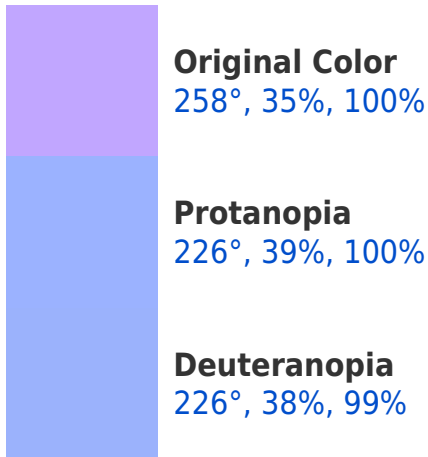 Original Color
258°, 35%, 100%
Protanopia
226°, 39%, 100%
Deuteranopia
226°, 38%, 99%